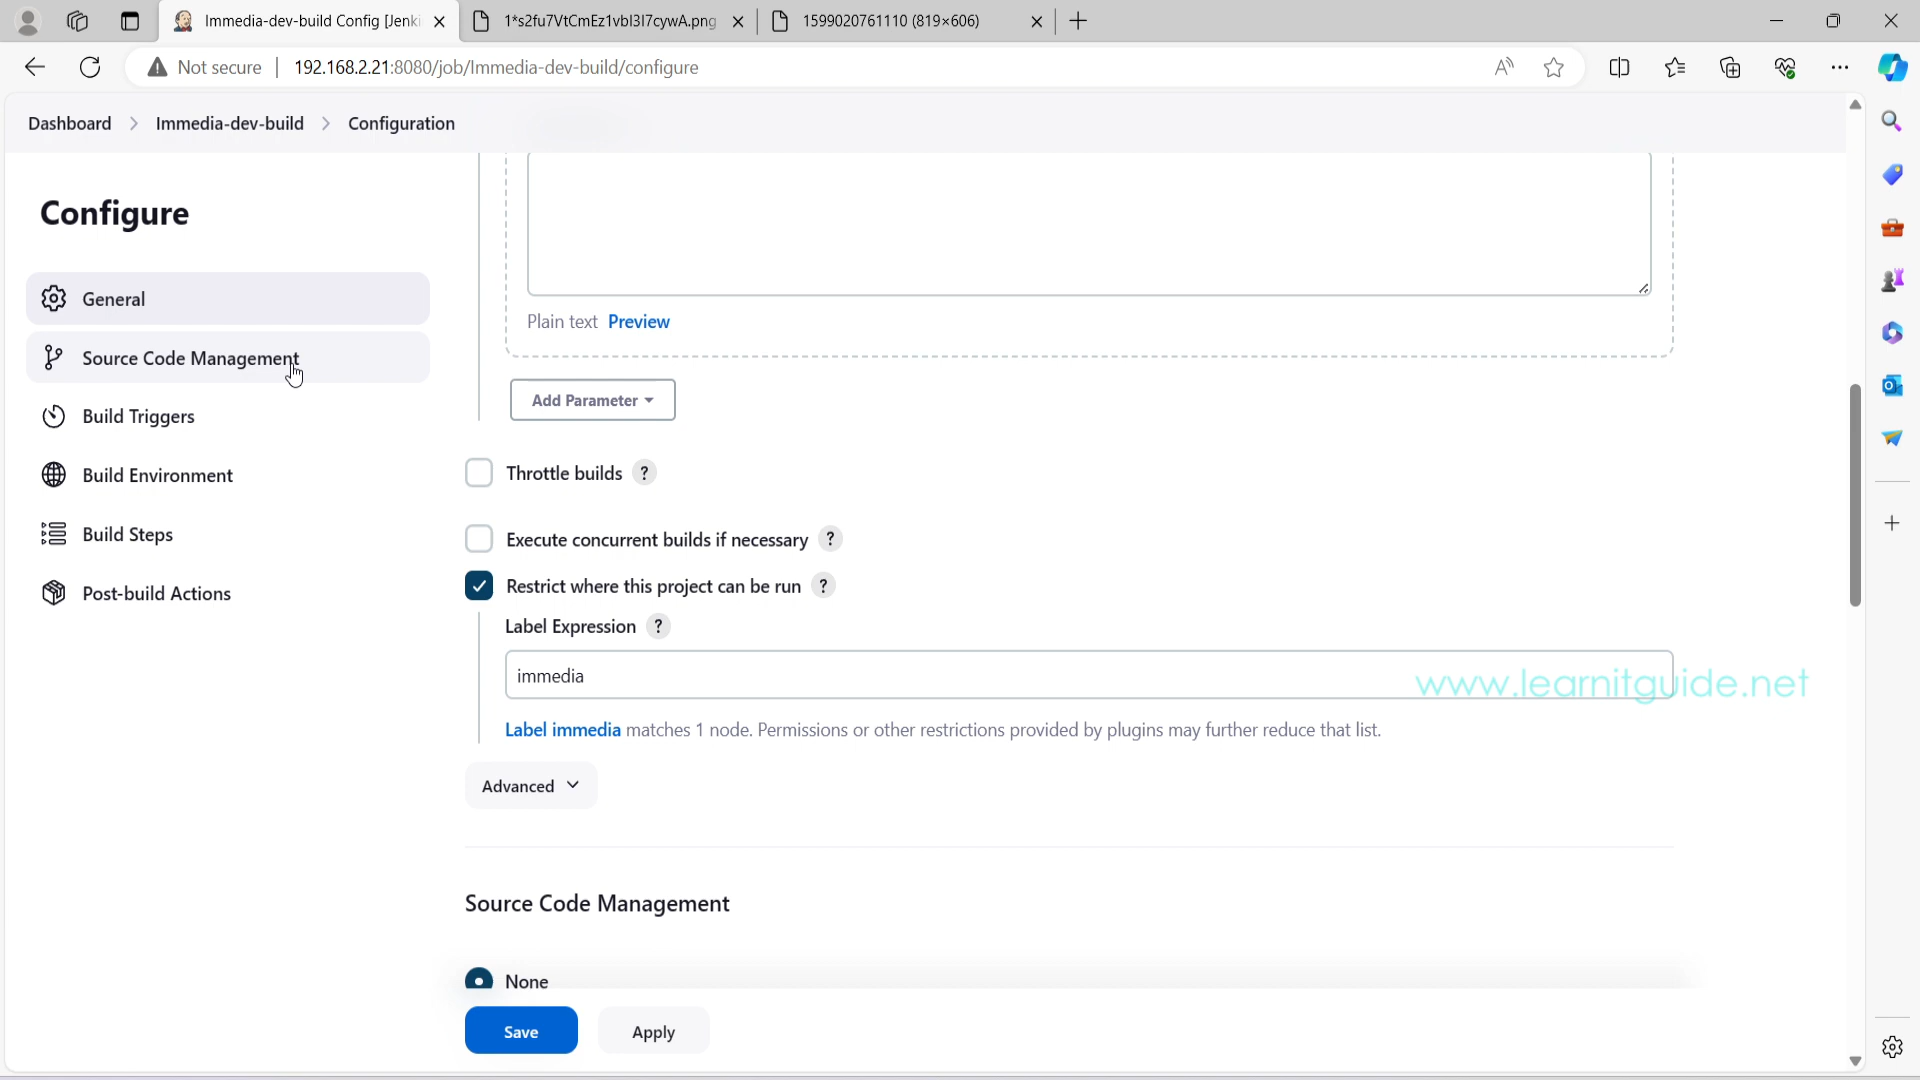 Immedia-dev-build Config [Jenki
1*s2fu7VtCmEz1vbl3I7cywA.png
1599020761110 (819×606)
Not secure
192.168.2.21:8080/job/Immedia-dev-build/configure
Dashboard
Immedia-dev-build
Configuration
Configure
General
Source Code Management
Build Triggers
Build Environment
Build Steps
Post-build Actions
Plain text Preview
Add Parameter
Throttle builds ?
Execute concurrent builds if necessary ?
Restrict where this project can be run ?
Label Expression ?
immedia
www.learnitguide.net
Label immedia matches 1 node. Permissions or other restrictions provided by plugins may further reduce that list.
Advanced
Source Code Management
None
Save
Apply